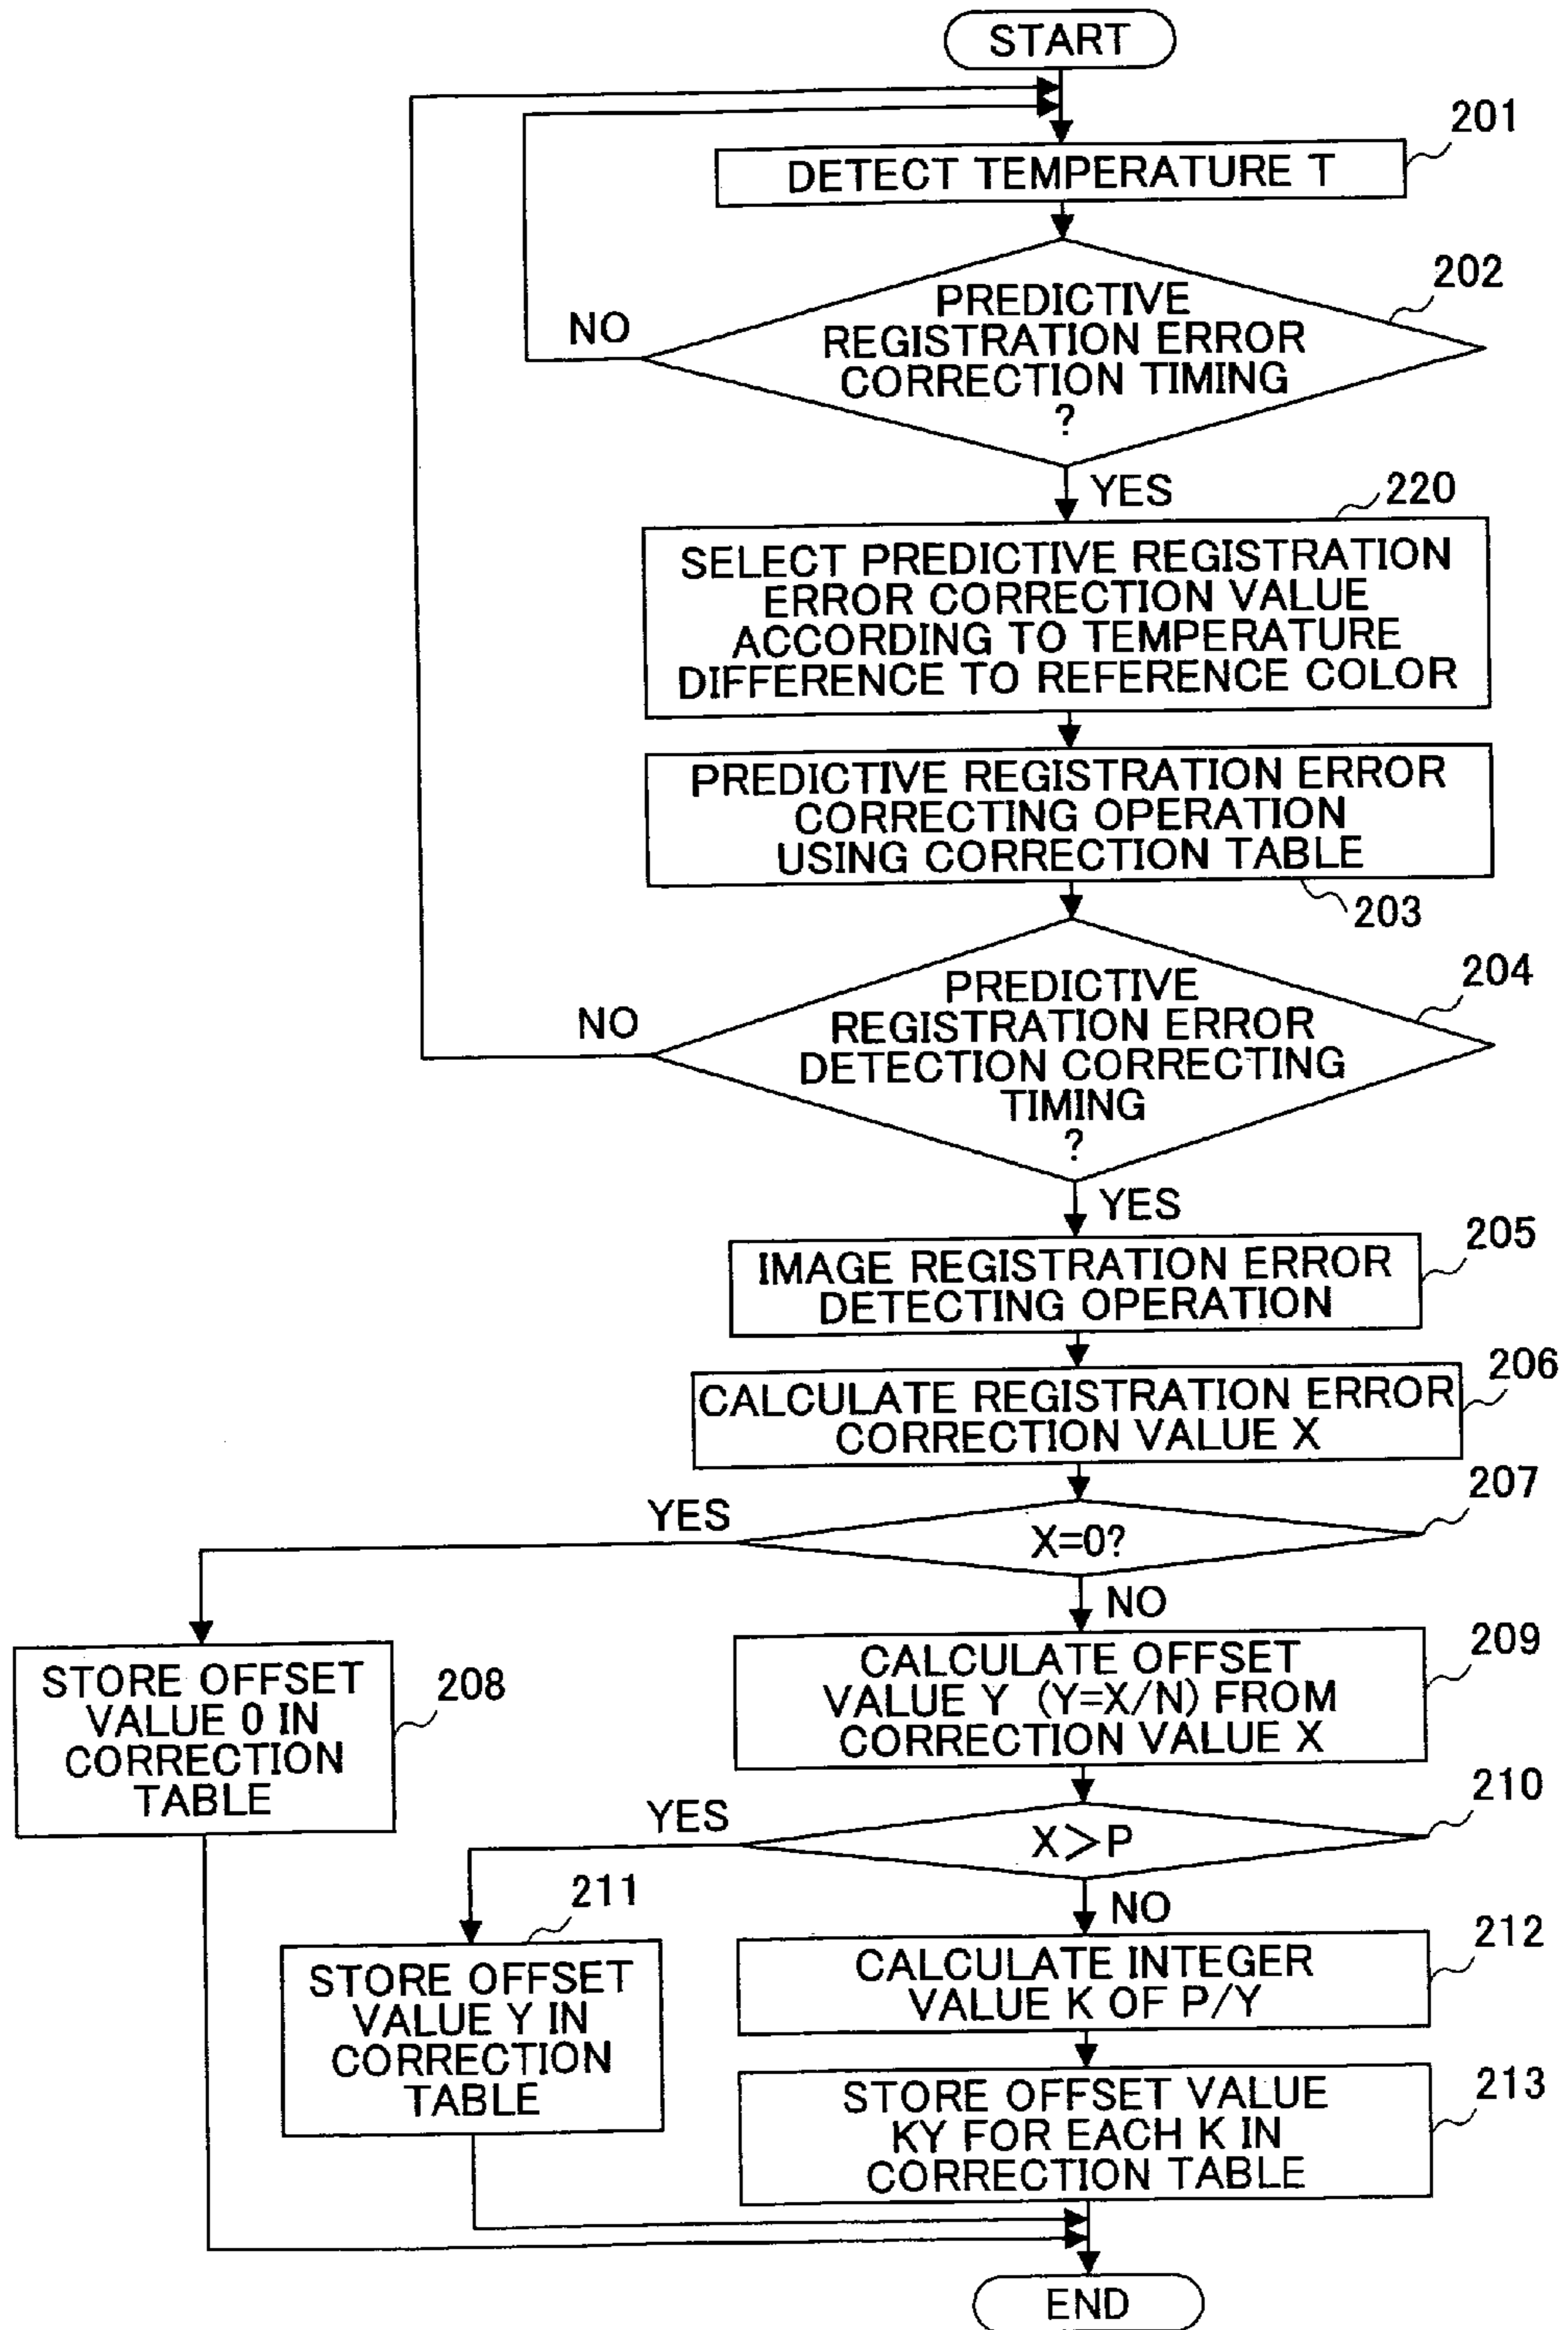 START
201
DETECT TEMPERATURE T
202
PREDICTIVE
REGISTRATION ERROR
CORRECTION TIMING
?
NO
YES
220
SELECT PREDICTIVE REGISTRATION
ERROR CORRECTION VALUE
ACCORDING TO TEMPERATURE
DIFFERENCE TO REFERENCE COLOR
PREDICTIVE REGISTRATION ERROR
CORRECTING OPERATION
USING CORRECTION TABLE
203
204
PREDICTIVE
REGISTRATION ERROR
DETECTION CORRECTING
TIMING
?
NO
YES
205
IMAGE REGISTRATION ERROR
DETECTING OPERATION
206
CALCULATE REGISTRATION ERROR
CORRECTION VALUE X
207
YES
X=0?
NO
STORE OFFSET
VALUE 0 IN
CORRECTION
TABLE
208
209
CALCULATE OFFSET
VALUE Y (Y=X/N) FROM
CORRECTION VALUE X
210
YES
X>P
NO
211
STORE OFFSET
VALUE Y IN
CORRECTION
TABLE
212
CALCULATE INTEGER
VALUE K OF P/Y
213
STORE OFFSET VALUE
KY FOR EACH K IN
CORRECTION TABLE
END